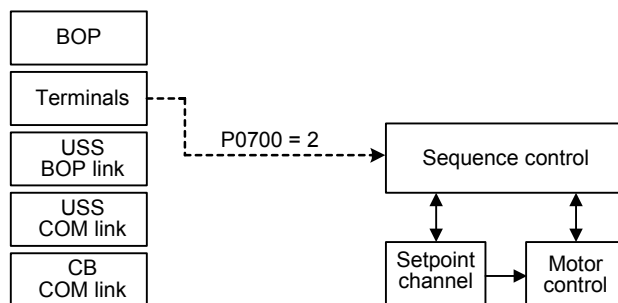 BOP
Terminals
USS
BOP link
USS
COM link
CB
COM link
P0700 = 2
Sequence control
Setpoint
channel
Motor
control